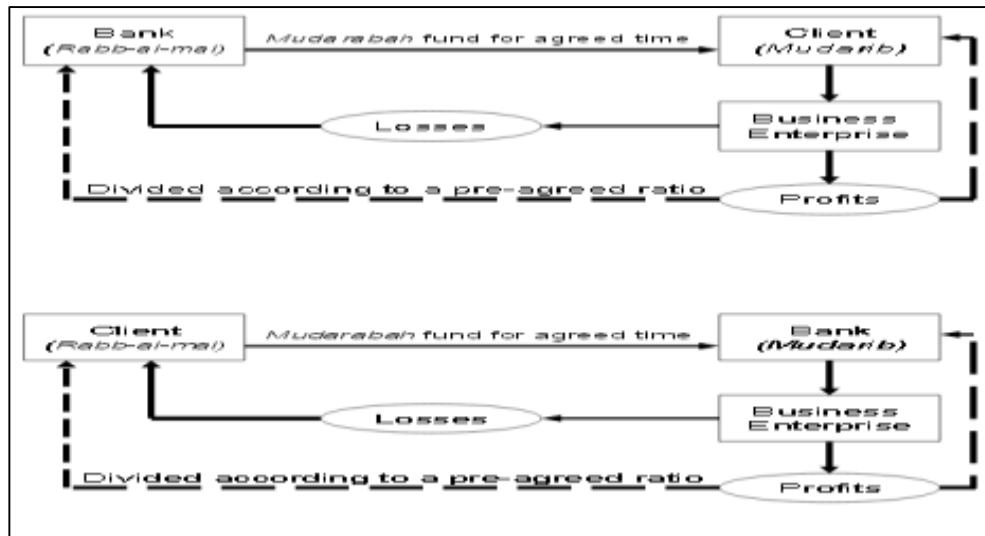 Bank
(Rabb-al-mal)
Mudarabah fund for agreed time
Client
(Mudarib)
Losses
Business
Enterprise
Divided according to a pre-agreed ratio
Profits
Client
(Rabb-al-mal)
Mudarabah fund for agreed time
Bank
(Mudarib)
Losses
Business
Enterprise
Divided according to a pre-agreed ratio
Profits